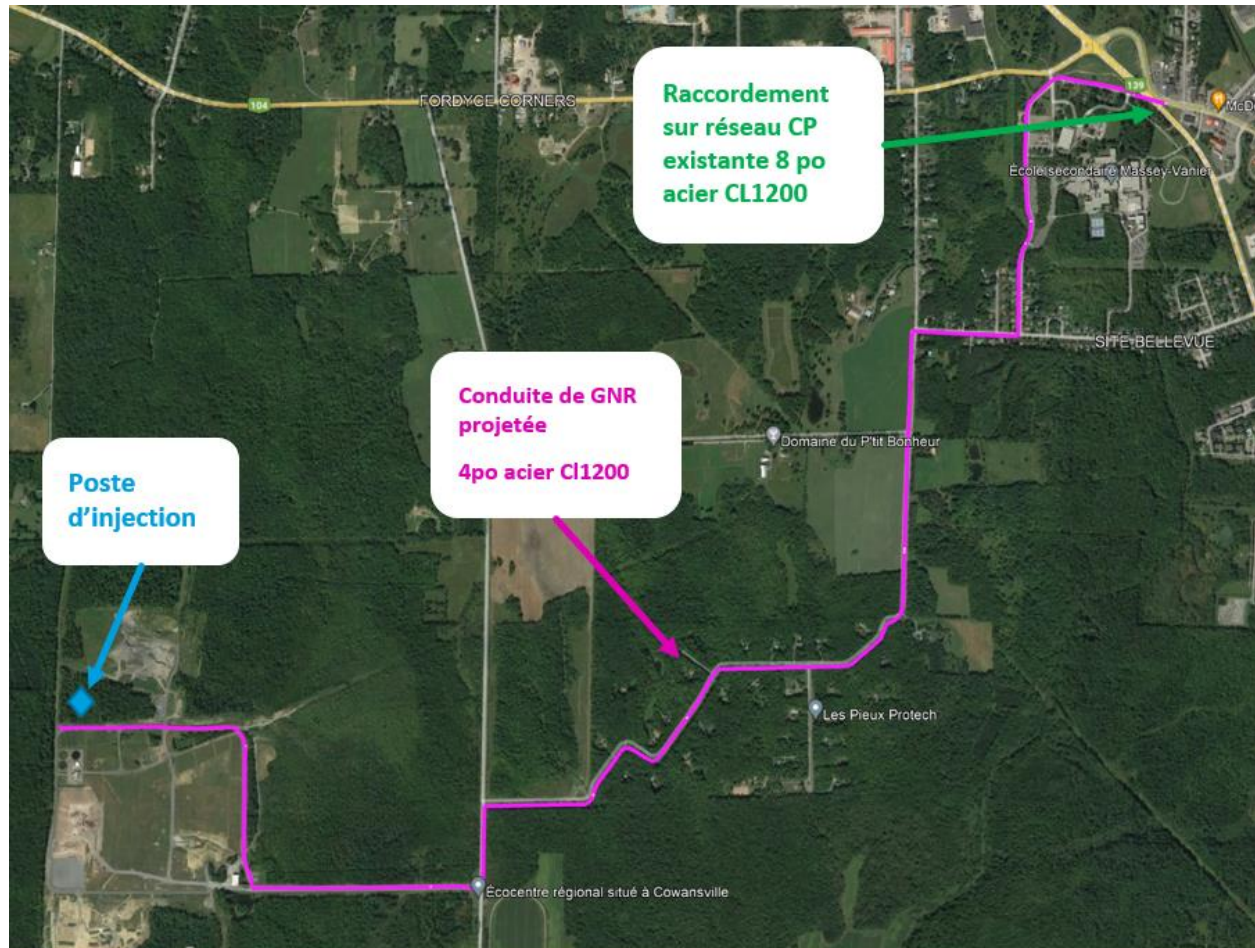 104
FORDYCE CORNERS
139
McD
Raccordement
sur réseau CP
existante 8 po
acier CL1200
École secondaire Massey-Vanier
SITE BELLEVUE
Conduite de GNR
projetée
4po acier Cl1200
Domaine du P'tit Bonheur
Poste
d'injection
Les Pieux Protech
Écocentre régional situé à Cowansville